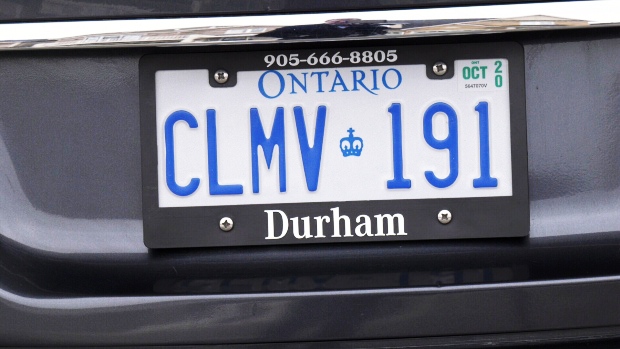 905-666-8805
ONTARIO
OCT 20
CLMV 191
Durham